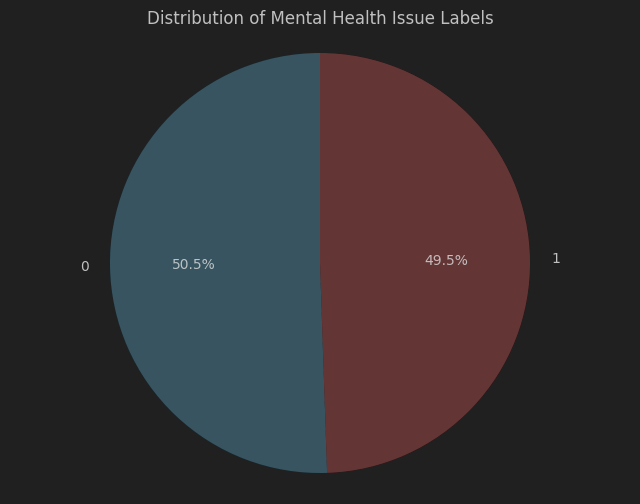 Distribution of Mental Health Issue Labels
0
50.5%
49.5%
1